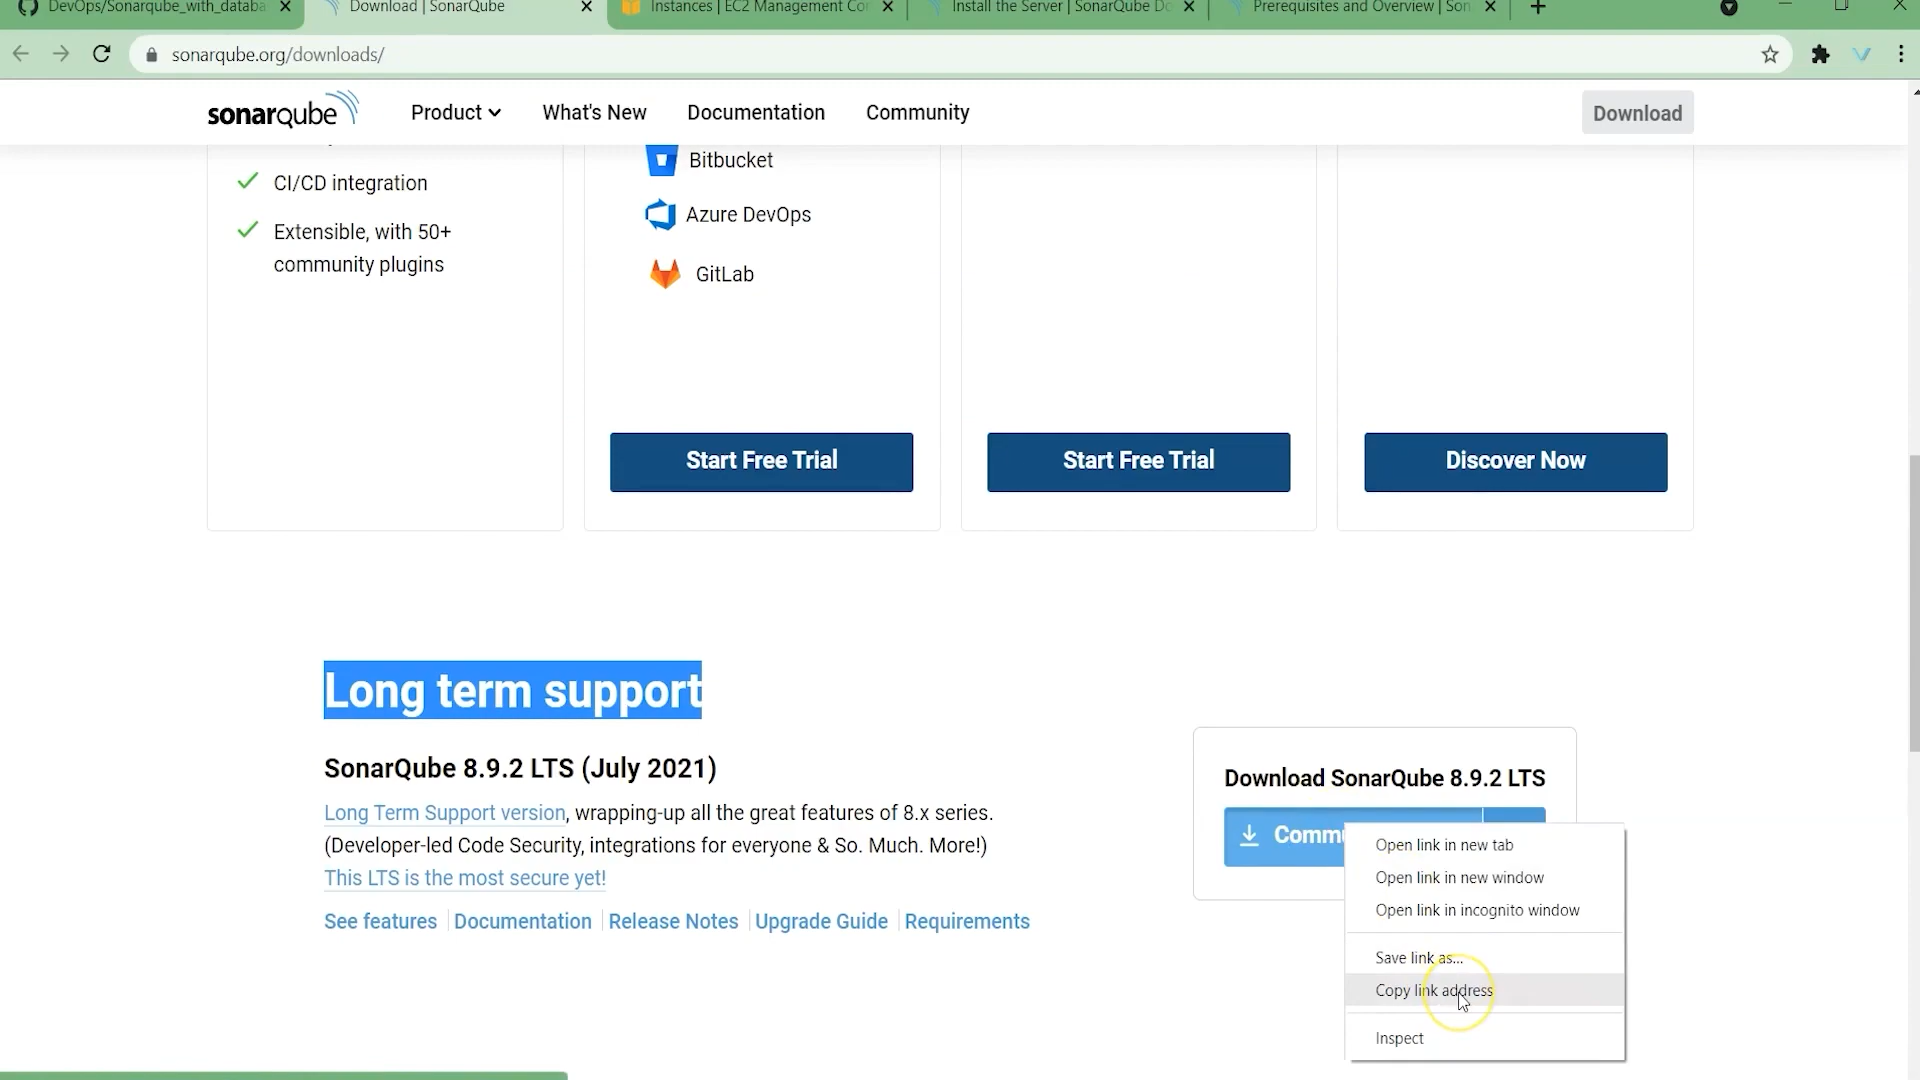 DevOps/Sonarqube_with_databa
Download | SonarQube
Instances | EC2 Management Co
Install the Server | SonarQube Do
Prerequisites and Overview | Son
sonarqube.org/downloads/
sonarqube
Product
What's New
Documentation
Community
Download
CI/CD integration
Extensible, with 50+
community plugins
Bitbucket
Azure DevOps
GitLab
Start Free Trial
Start Free Trial
Discover Now
Long term support
SonarQube 8.9.2 LTS (July 2021)
Long Term Support version, wrapping-up all the great features of 8.x series.
(Developer-led Code Security, integrations for everyone & So. Much. More!)
This LTS is the most secure yet!
See features
Documentation
Release Notes
Upgrade Guide
Requirements
Download SonarQube 8.9.2 LTS
Commu
Open link in new tab
Open link in new window
Open link in incognito window
Save link as...
Copy link address
Inspect